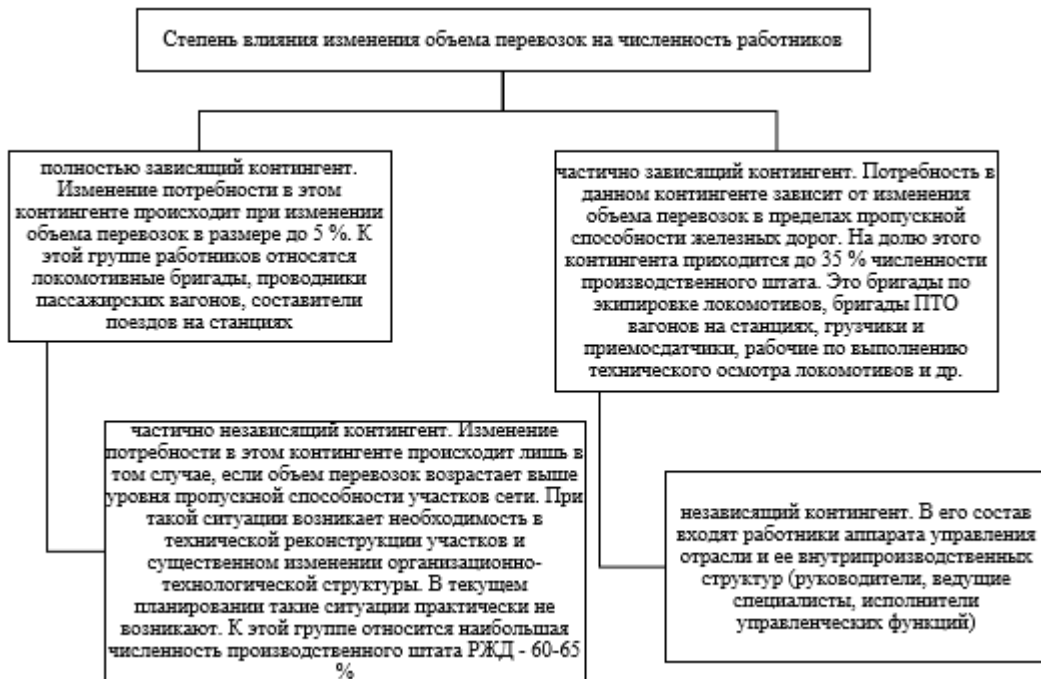 Степень влияния изменения объема перевозок на численность работников
полностью зависящий контингент.
Изменение потребности в этом
контингенте происходит при изменении
объема перевозок в размере до 5 %. К
этой группе работников относятся
локомотивные бригады, проводники
пассажирских вагонов, составители
поездов на станциях
частично зависящий контингент. Потребность в
данном контингенте зависит от изменения
объема перевозок в пределах пропускной
способности железных дорог. На долю этого
контингента приходится до 35 % численности
производственного штата. Это бригады по
экипировке локомотивов, бригады ПТО
вагонов на станциях, грузчики и
приемосдатчики, рабочие по выполнению
технического осмотра локомотивов и др.
частично независящий контингент. Изменение
потребности в этом контингенте происходит лишь в
том случае, если объем перевозок возрастает выше
уровня пропускной способности участков сети. При
такой ситуации возникает необходимость в
технической реконструкции участков и
существенном изменении организационно-
технологической структуры. В текущем
планировании такие ситуации практически не
возникают. К этой группе относится наибольшая
численность производственного штата РЖД - 60-65
%
независящий контингент. В его состав
входят работники аппарата управления
отрасли и ее внутрипроизводственных
структур (руководители, ведущие
специалисты, исполнители
управленческих функций)